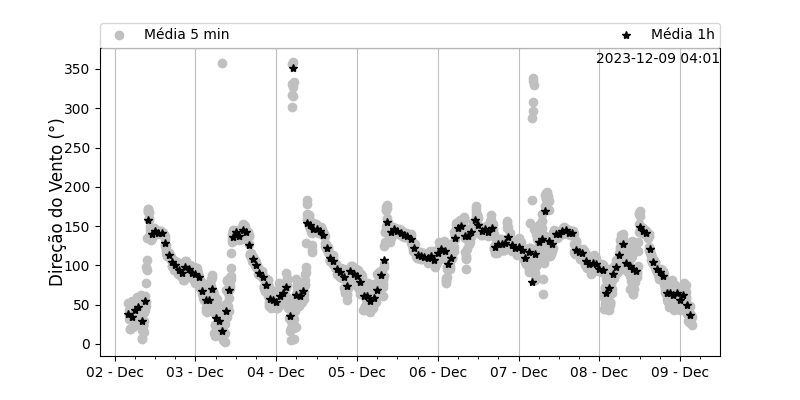 Média 5 min
Média 1h
2023-12-09 04:01
Direção do Vento (°)
350
300
250
200
150
100
50
0
02 - Dec
03 - Dec
04 - Dec
05 - Dec
06 - Dec
07 - Dec
08 - Dec
09 - Dec